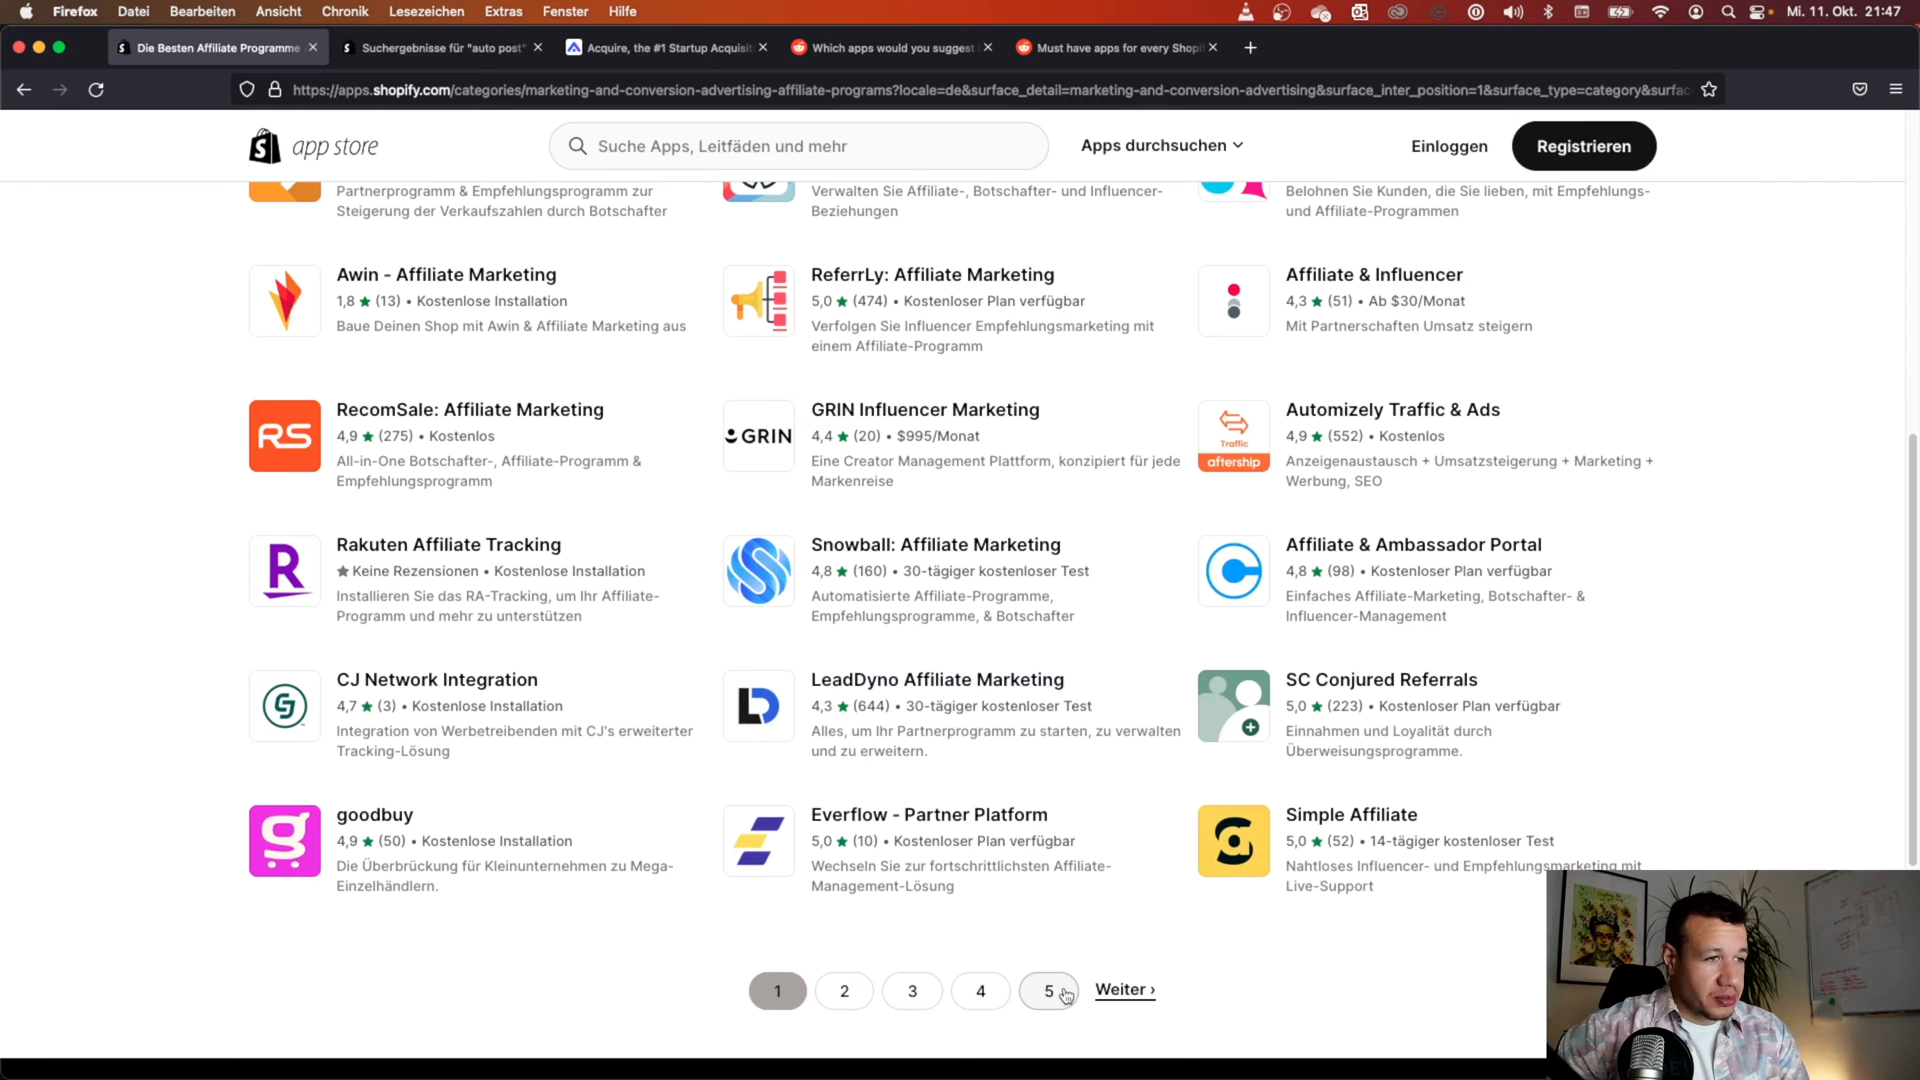 Firefox Datei Bearbeiten Ansicht Chronik Lesezeichen Extras Fenster Hilfe Mi. 11. Okt. 21:47
Die Besten Affiliate Programme Suchergebnisse für "auto post" Acquire, the #1 Startup Acquisiti Which apps would you suggest Must have apps for every Shopi
https://apps.shopify.com/categories/marketing-and-conversion-advertising-affiliate-programs?locale=de&surface_detail=marketing-and-conversion-advertising&surface_inter_position=1&surface_type=category&surfac
app store Suche Apps, Leitfäden und mehr Apps durchsuchen Einloggen Registrieren
Partnerprogramm & Empfehlungsprogramm zur
Steigerung der Verkaufszahlen durch Botschafter
Verwalten Sie Affiliate-, Botschafter- und Influencer-
Beziehungen
Belohnen Sie Kunden, die Sie lieben, mit Empfehlungs-
und Affiliate-Programmen
Awin - Affiliate Marketing
1,8 ★ (13) • Kostenlose Installation
Baue Deinen Shop mit Awin & Affiliate Marketing aus
ReferrLy: Affiliate Marketing
5,0 ★ (474) • Kostenloser Plan verfügbar
Verfolgen Sie Influencer Empfehlungsmarketing mit
einem Affiliate-Programm
Affiliate & Influencer
4,3 ★ (51) • Ab $30/Monat
Mit Partnerschaften Umsatz steigern
RS
RecomSale: Affiliate Marketing
4,9 ★ (275) • Kostenlos
All-in-One Botschafter-, Affiliate-Programm &
Empfehlungsprogramm
GRIN
GRIN Influencer Marketing
4,4 ★ (20) • $995/Monat
Eine Creator Management Plattform, konzipiert für jede
Markenreise
Traffic
aftership
Automizely Traffic & Ads
4,9 ★ (552) • Kostenlos
Anzeigenaustausch + Umsatzsteigerung + Marketing +
Werbung, SEO
R
Rakuten Affiliate Tracking
★ Keine Rezensionen • Kostenlose Installation
Installieren Sie das RA-Tracking, um Ihr Affiliate-
Programm und mehr zu unterstützen
Snowball: Affiliate Marketing
4,8 ★ (160) • 30-tägiger kostenloser Test
Automatisierte Affiliate-Programme,
Empfehlungsprogramme, & Botschafter
Affiliate & Ambassador Portal
4,8 ★ (98) • Kostenloser Plan verfügbar
Einfaches Affiliate-Marketing, Botschafter- &
Influencer-Management
CJ Network Integration
4,7 ★ (3) • Kostenlose Installation
Integration von Werbetreibenden mit CJ's erweiterter
Tracking-Lösung
LeadDyno Affiliate Marketing
4,3 ★ (644) • 30-tägiger kostenloser Test
Alles, um Ihr Partnerprogramm zu starten, zu verwalten
und zu erweitern.
SC Conjured Referrals
5,0 ★ (223) • Kostenloser Plan verfügbar
Einnahmen und Loyalität durch
Überweisungsprogramme.
g
goodbuy
4,9 ★ (50) • Kostenlose Installation
Die Überbrückung für Kleinunternehmen zu Mega-
Einzelhändlern.
Everflow - Partner Platform
5,0 ★ (10) • Kostenloser Plan verfügbar
Wechseln Sie zur fortschrittlichsten Affiliate-
Management-Lösung
Simple Affiliate
5,0 ★ (52) • 14-tägiger kostenloser Test
Nahtloses Influencer- und Empfehlungsmarketing mit
Live-Support
1 2 3 4 5 Weiter ›